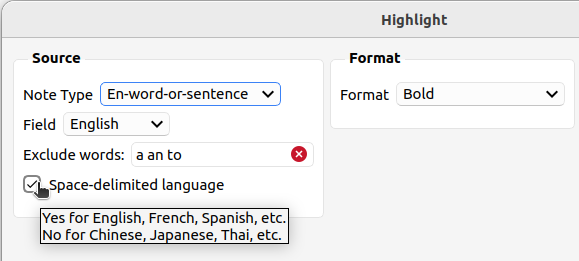 Highlight
Source
Note Type En-word-or-sentence
Field English
Exclude words: a an to
Space-delimited language
Yes for English, French, Spanish, etc.
No for Chinese, Japanese, Thai, etc.
Format
Format Bold